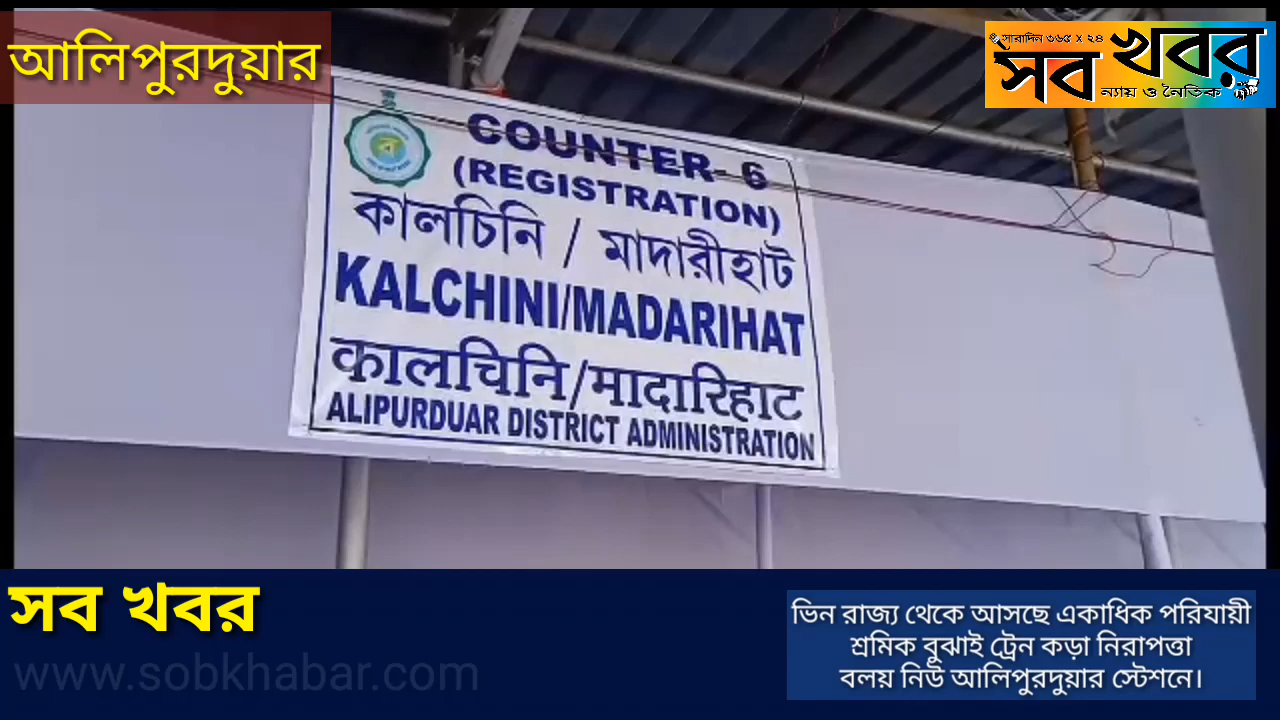 আলিপুরদুয়ার
সারাদিন ৩৬৫ x ২৪
সব খবর
ন্যায় ও নৈতিক
COUNTER- 6
(REGISTRATION)
কালচিনি / মাদারীহাট
KALCHINI/MADARIHAT
कालचिनि/मादारिहाट
ALIPURDUAR DISTRICT ADMINISTRATION
সব খবর
www.sobkhabar.com
ভিন রাজ্য থেকে আসছে একাধিক পরিযায়ী
শ্রমিক বুঝাই ট্রেন কড়া নিরাপত্তা
বলয় নিউ আলিপুরদুয়ার স্টেশনে।